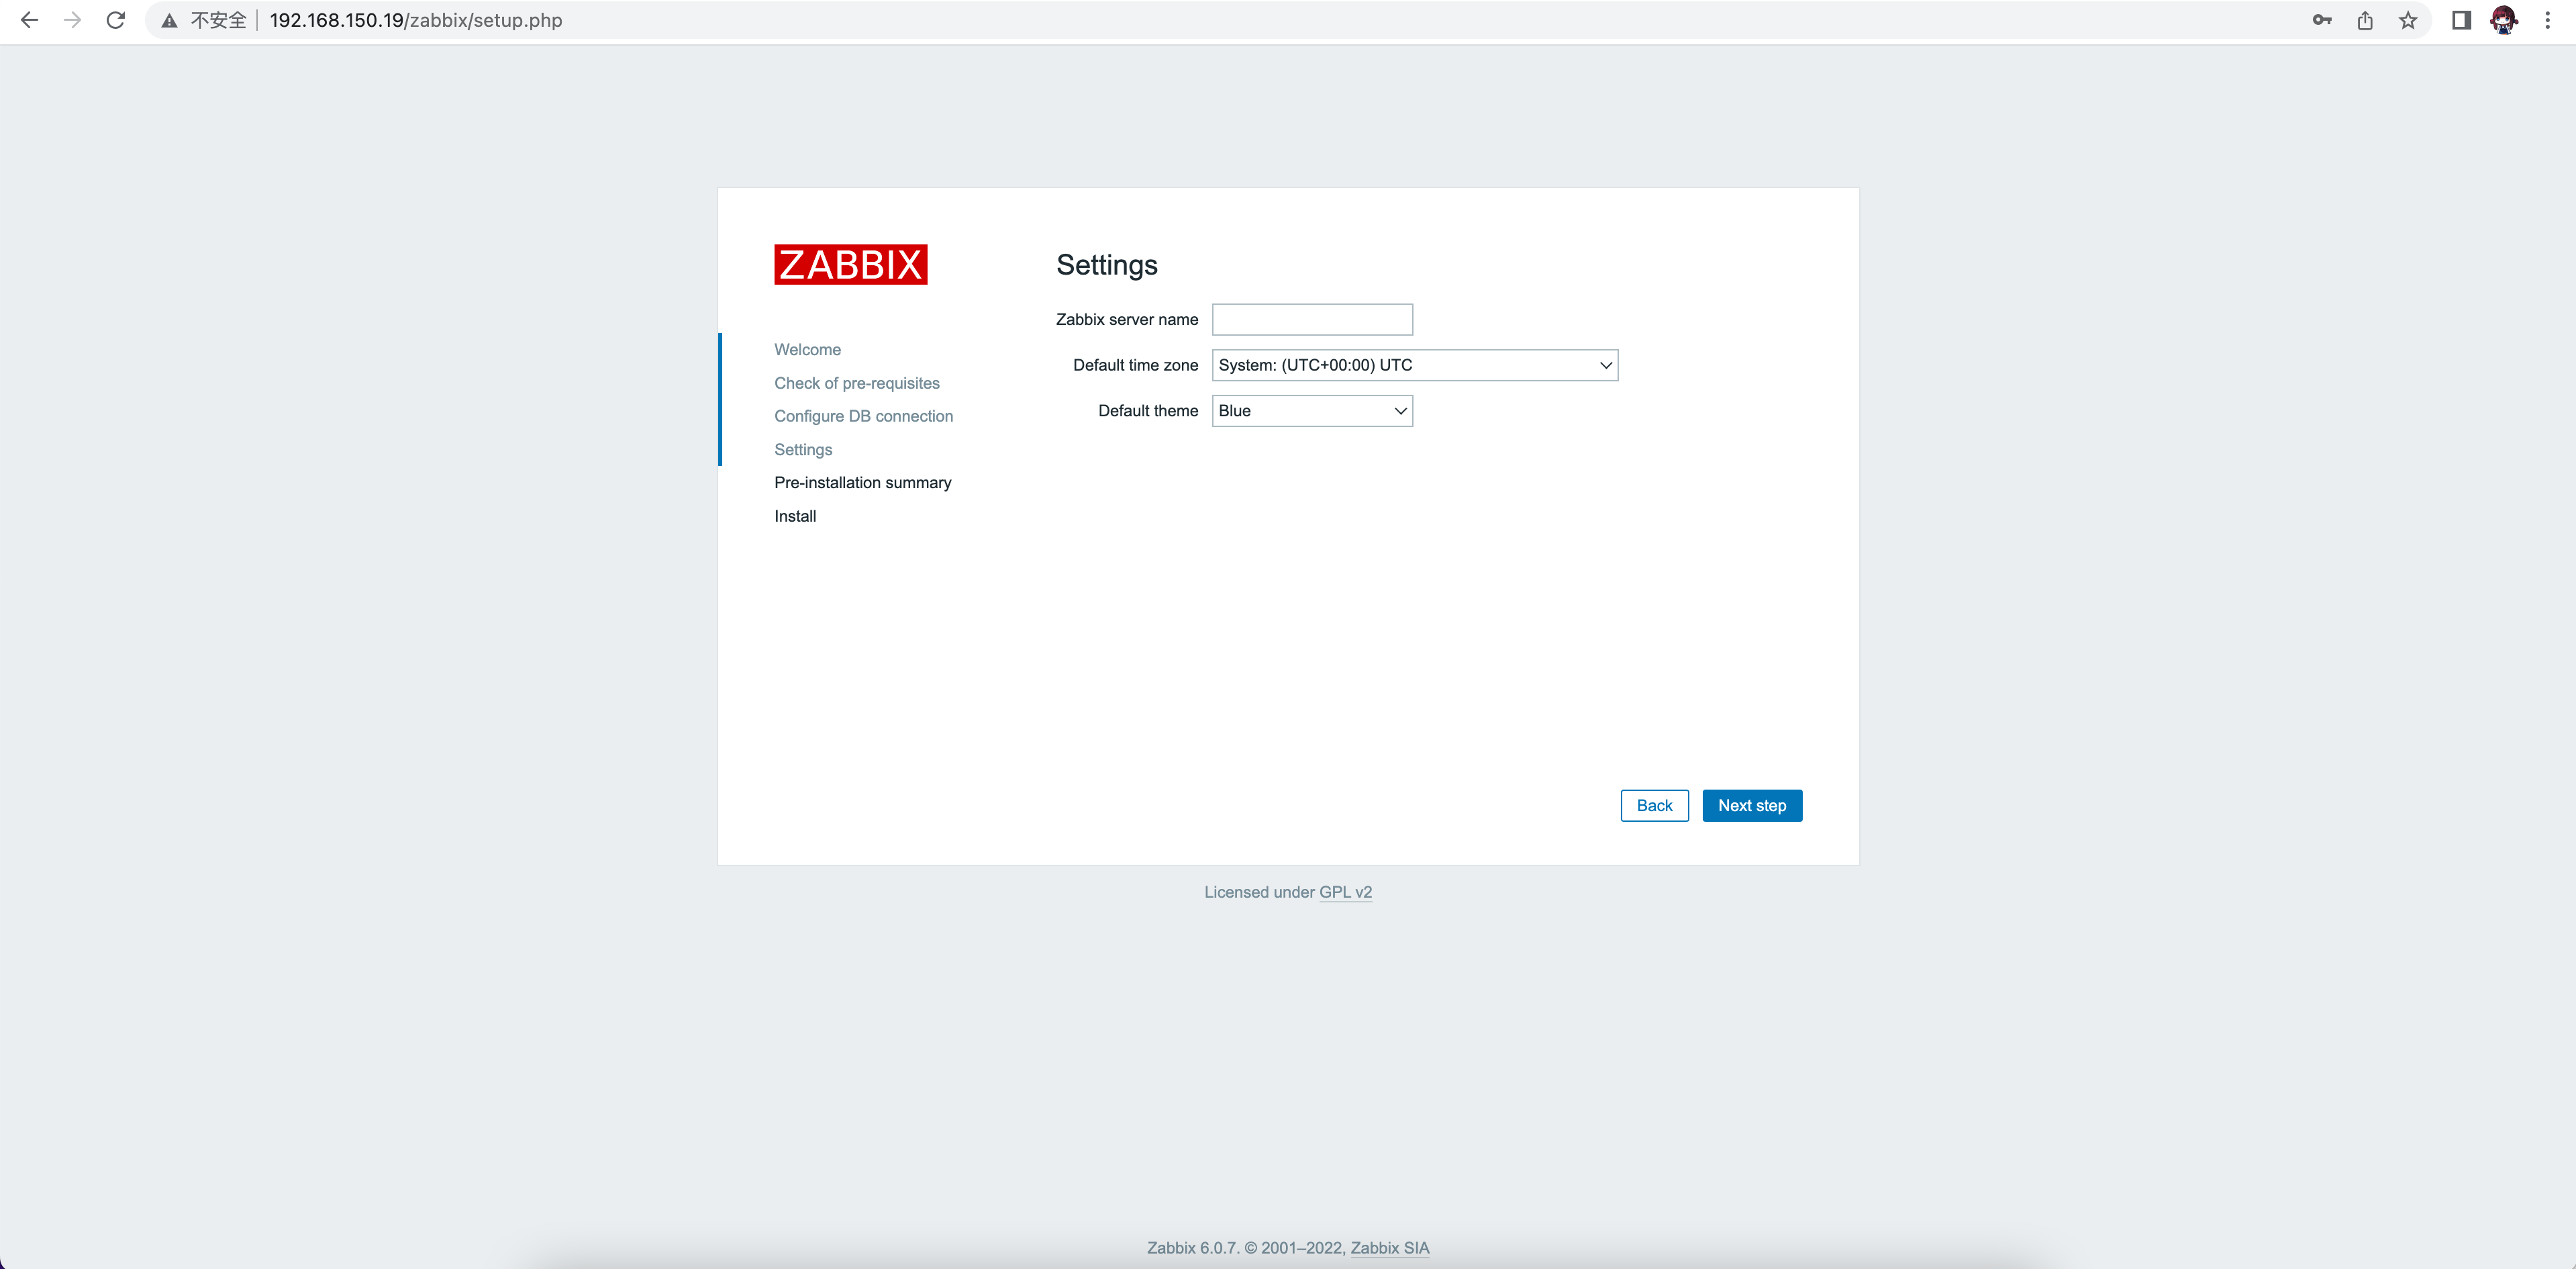 不安全 192.168.150.19/zabbix/setup.php
ZABBIX
Welcome
Check of pre-requisites
Configure DB connection
Settings
Pre-installation summary
Install
Settings
Zabbix server name
Default time zone System: (UTC+00:00) UTC
Default theme Blue
Back Next step
Licensed under GPL v2
Zabbix 6.0.7. © 2001–2022, Zabbix SIA